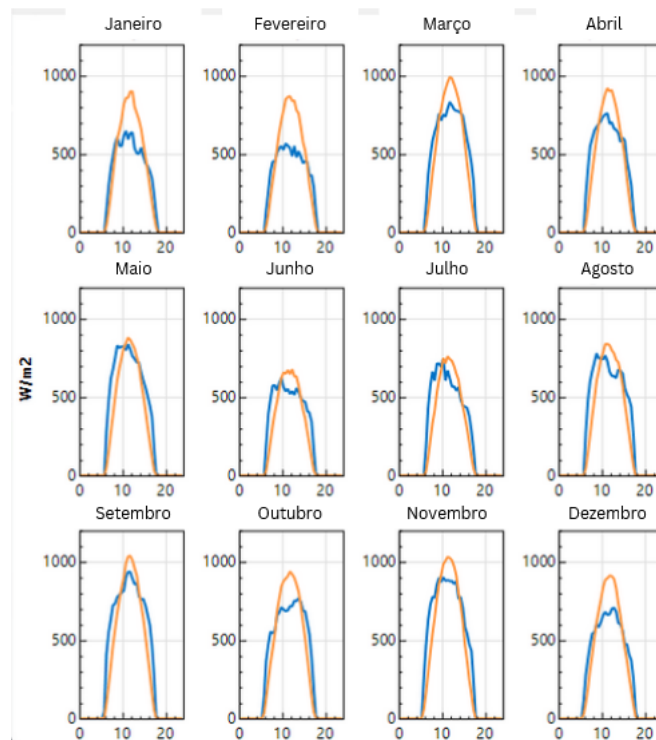 Janeiro Fevereiro Março Abril
1000 1000 1000 1000
500 500 500 500
0 0 0 0
0 10 20 0 10 20 0 10 20 0 10 20
Maio Junho Julho Agosto
1000 1000 1000 1000
W/m2
500 500 500 500
0 0 0 0
0 10 20 0 10 20 0 10 20 0 10 20
Setembro Outubro Novembro Dezembro
1000 1000 1000 1000
500 500 500 500
0 0 0 0
0 10 20 0 10 20 0 10 20 0 10 20